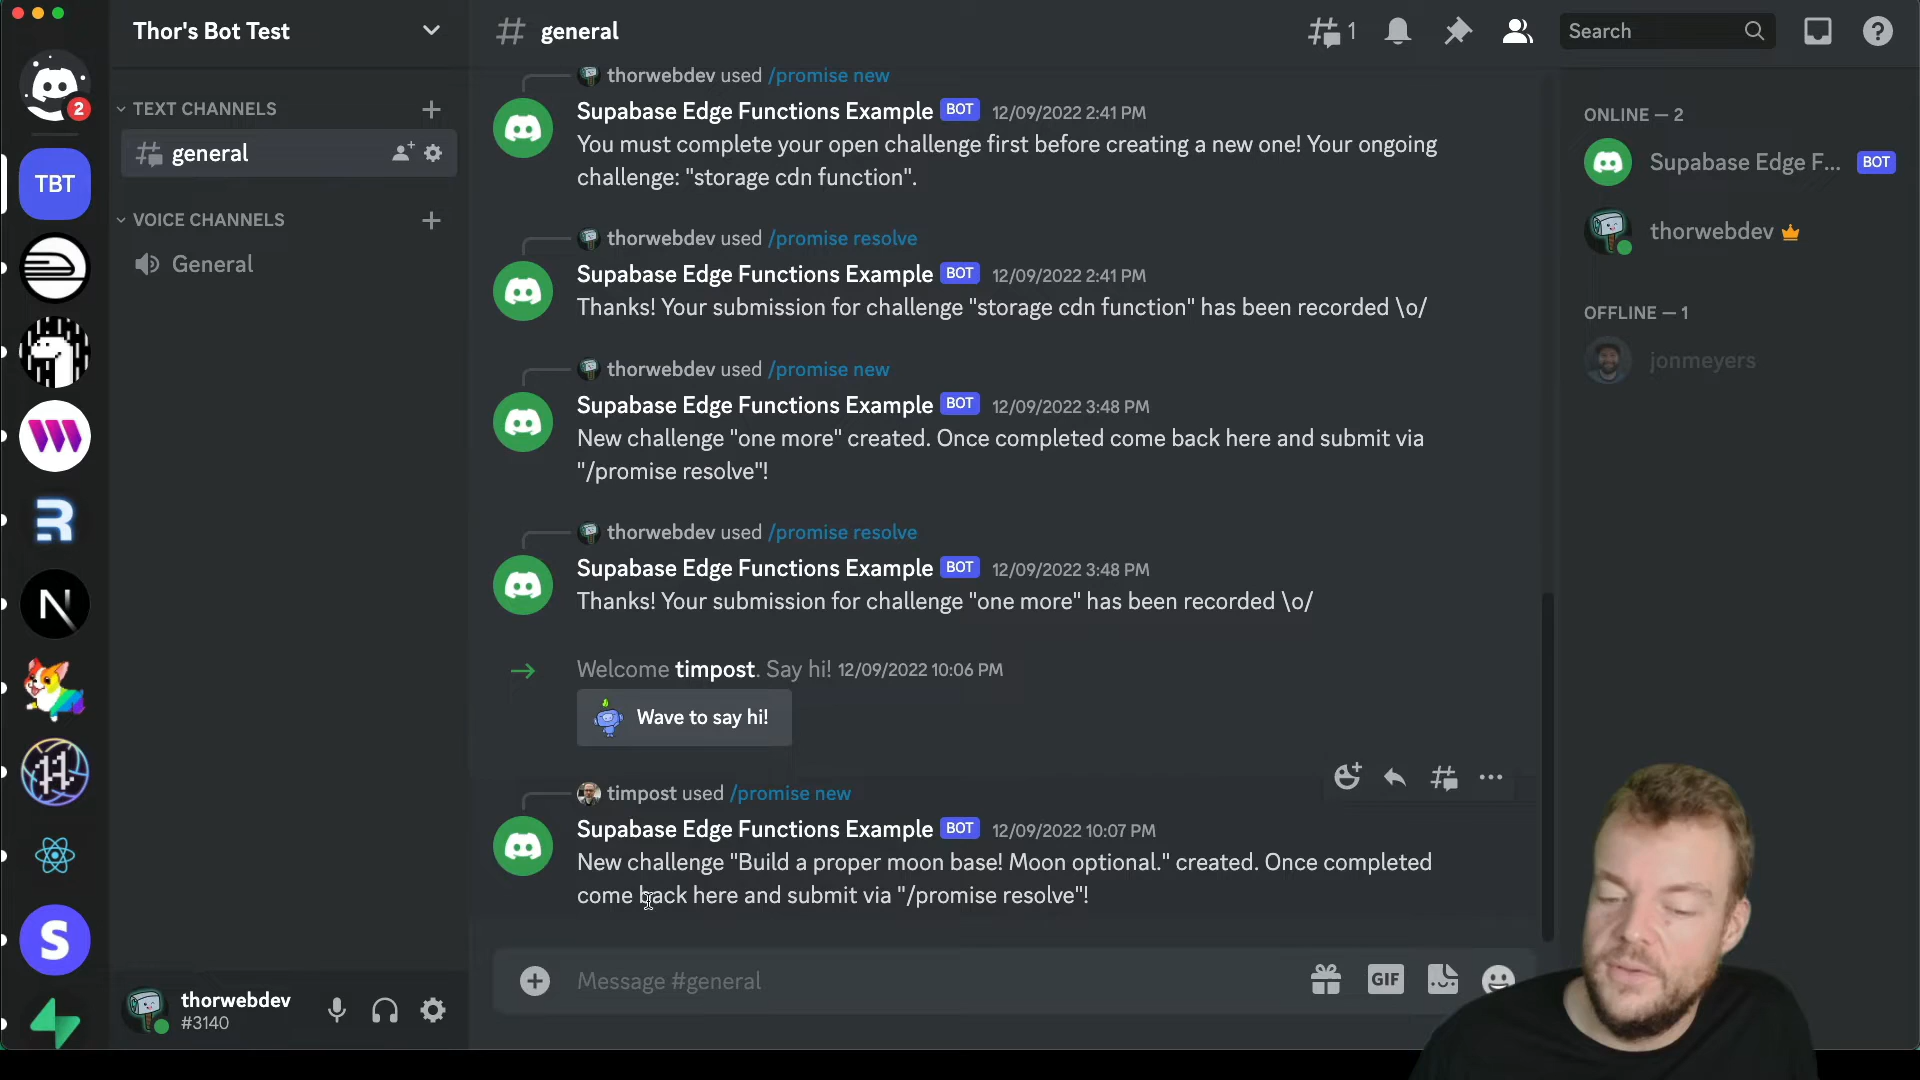 Thor's Bot Test
general
1
Search
2
TEXT CHANNELS
general
TBT
VOICE CHANNELS
General
thorwebdev used /promise new
Supabase Edge Functions Example BOT 12/09/2022 2:41 PM
You must complete your open challenge first before creating a new one! Your ongoing
challenge: "storage cdn function".
thorwebdev used /promise resolve
Supabase Edge Functions Example BOT 12/09/2022 2:41 PM
Thanks! Your submission for challenge "storage cdn function" has been recorded \o/
thorwebdev used /promise new
Supabase Edge Functions Example BOT 12/09/2022 3:48 PM
New challenge "one more" created. Once completed come back here and submit via
"/promise resolve"!
thorwebdev used /promise resolve
Supabase Edge Functions Example BOT 12/09/2022 3:48 PM
Thanks! Your submission for challenge "one more" has been recorded \o/
Welcome timpost. Say hi! 12/09/2022 10:06 PM
Wave to say hi!
timpost used /promise new
Supabase Edge Functions Example BOT 12/09/2022 10:07 PM
New challenge "Build a proper moon base! Moon optional." created. Once completed
come back here and submit via "/promise resolve"!
Message #general
GIF
ONLINE — 2
Supabase Edge F... BOT
thorwebdev
OFFLINE — 1
jonmeyers
thorwebdev
#3140
R
N
S